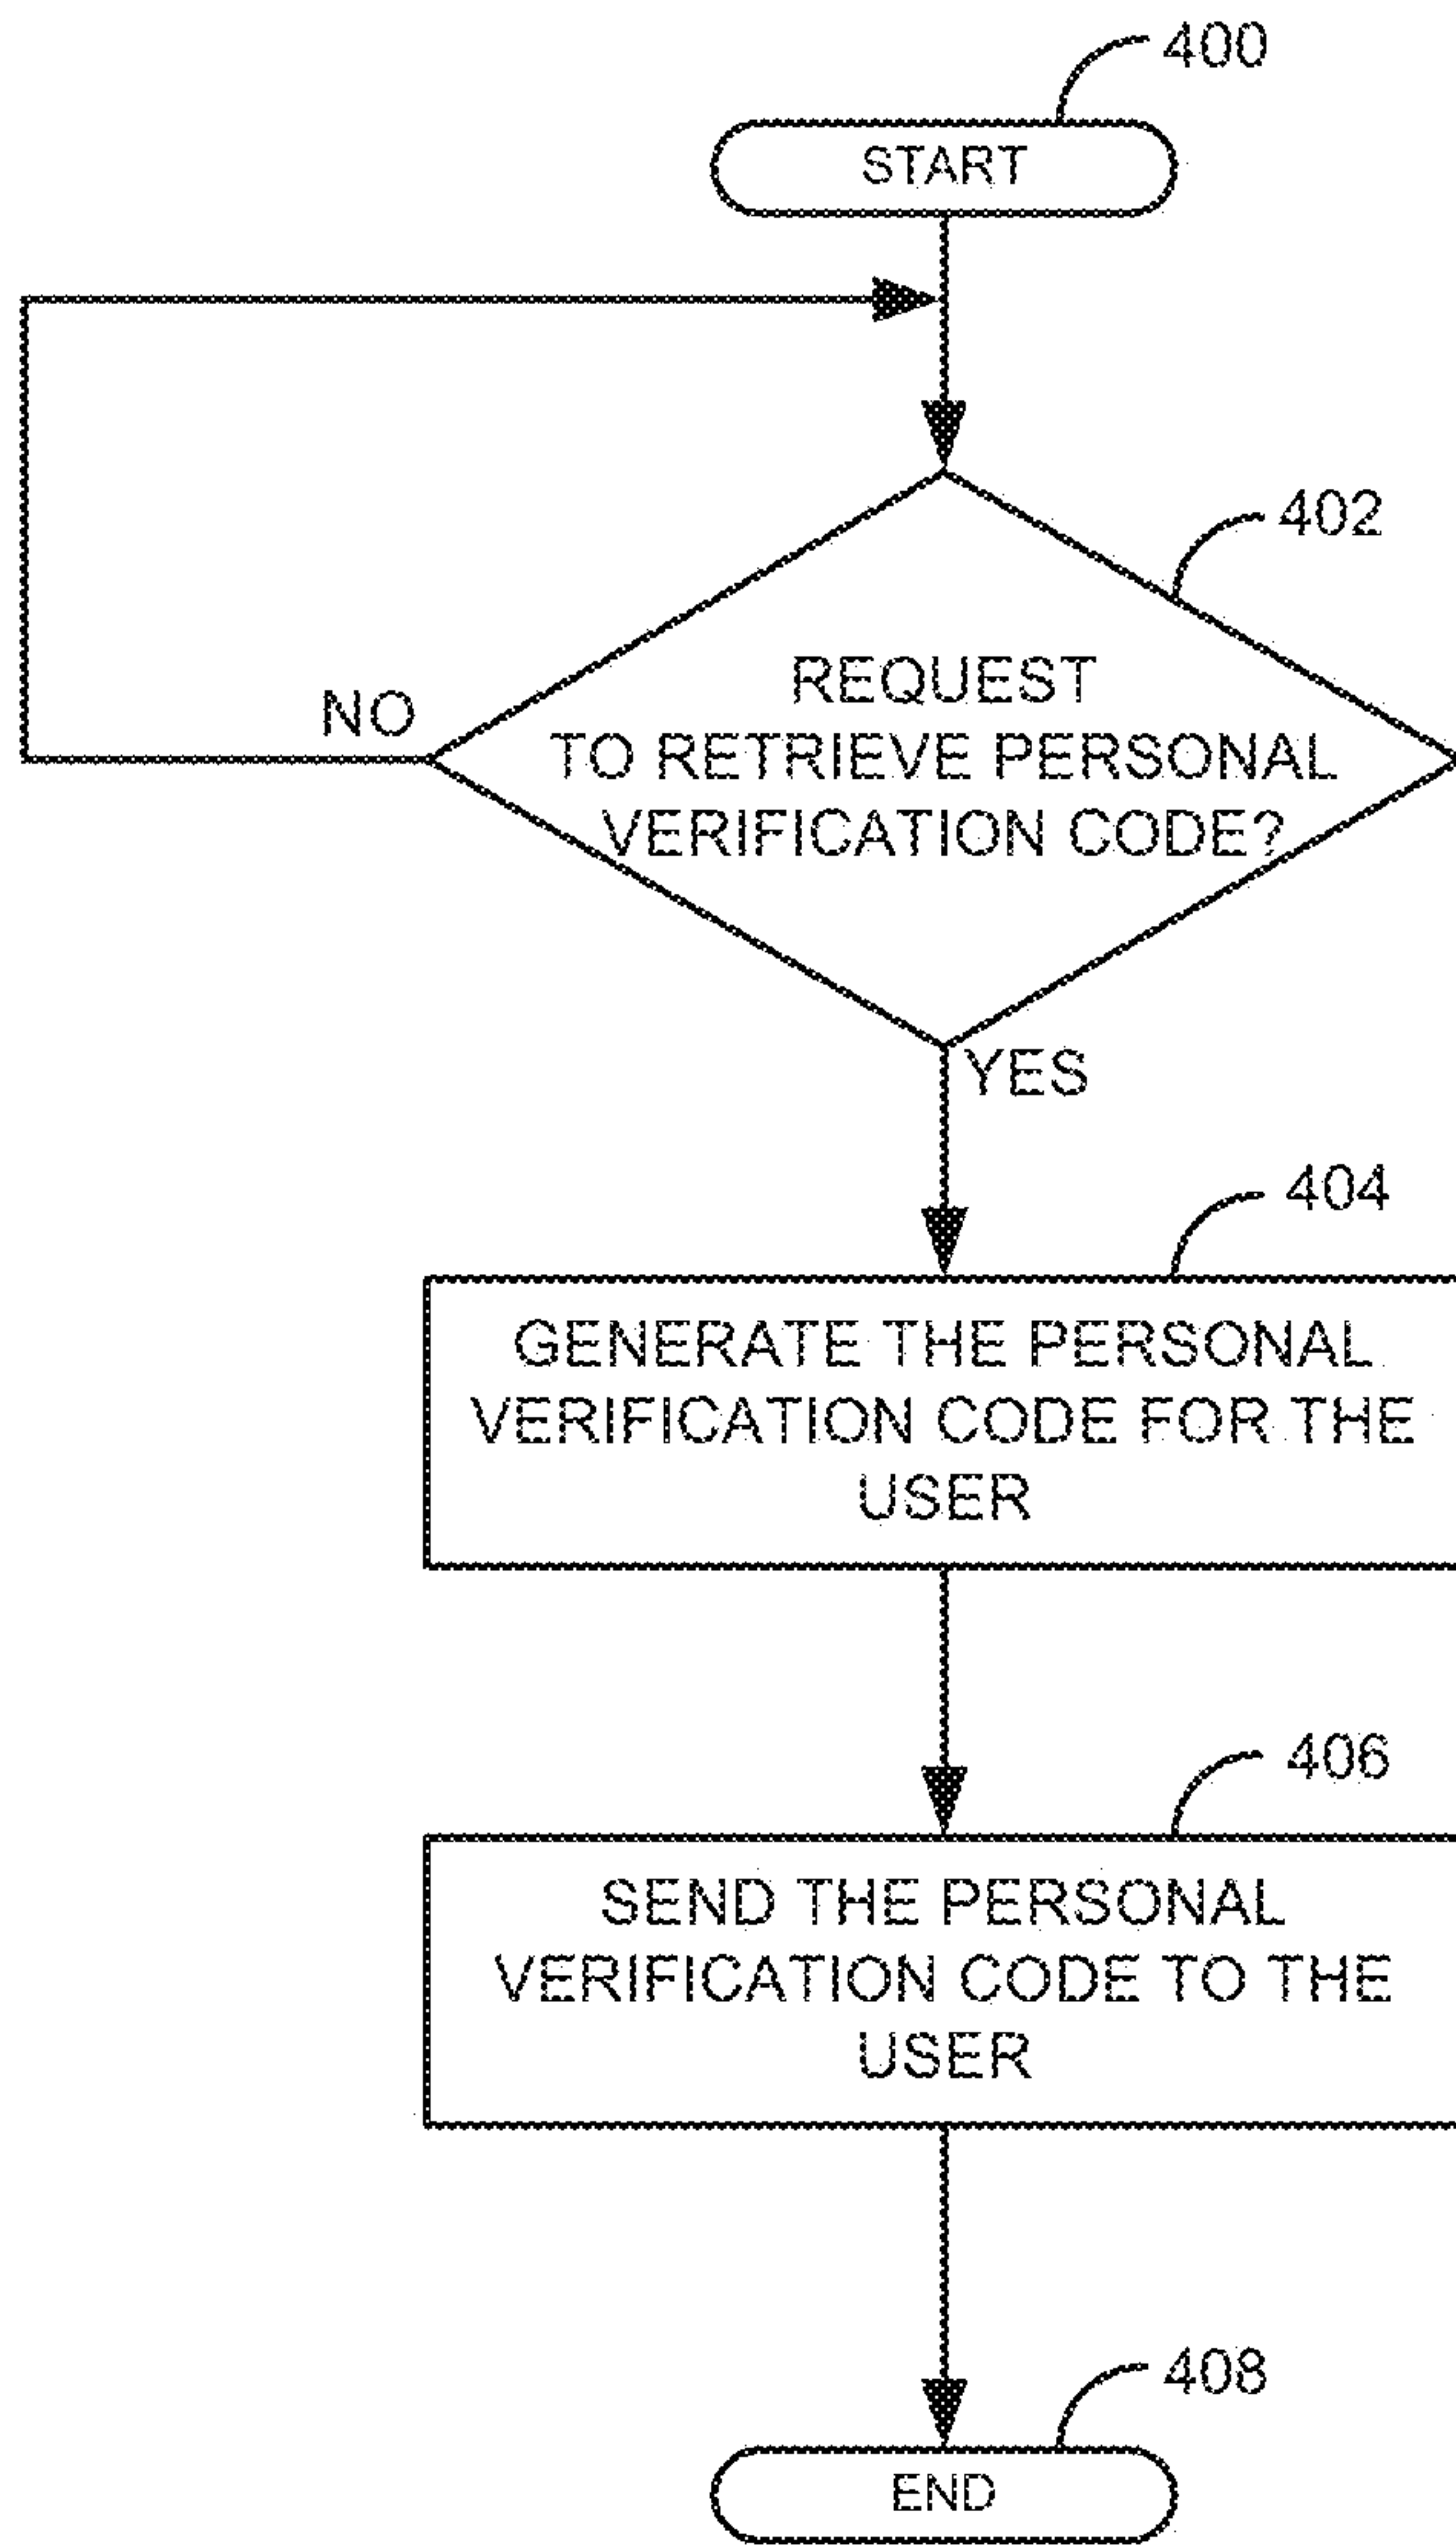 400
START
402
REQUEST
TO RETRIEVE PERSONAL
VERIFICATION CODE?
NO
YES
404
GENERATE THE PERSONAL
VERIFICATION CODE FOR THE
USER
406
SEND THE PERSONAL
VERIFICATION CODE TO THE
USER
408
END